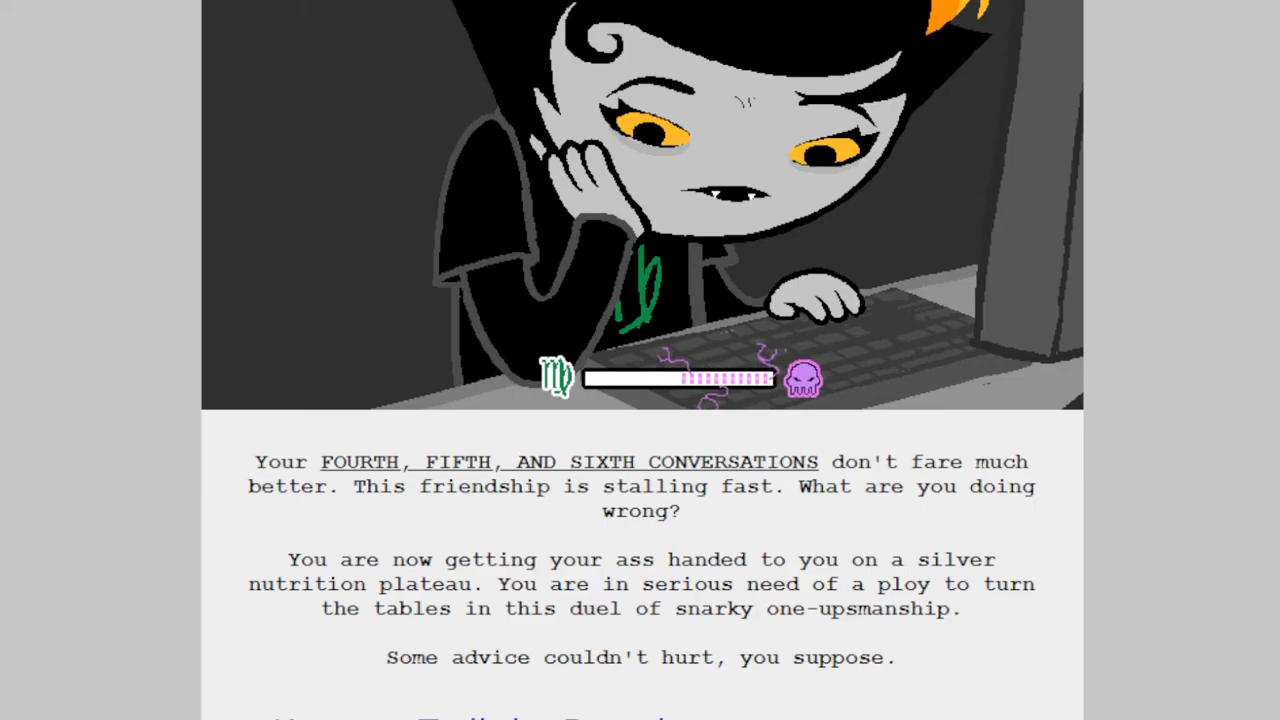 Your FOURTH, FIFTH, AND SIXTH CONVERSATIONS don't fare much
better. This friendship is stalling fast. What are you doing
wrong?
You are now getting your ass handed to you on a silver
nutrition plateau. You are in serious need of a ploy to turn
the tables in this duel of snarky one-upsmanship.
Some advice couldn't hurt, you suppose.